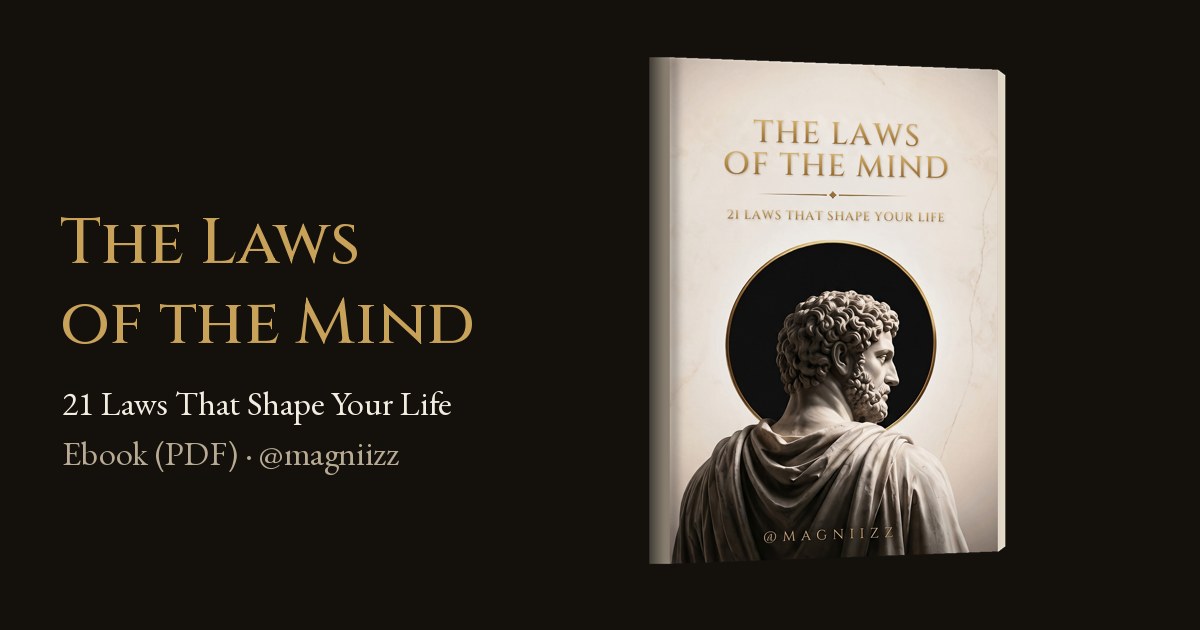 The Laws
of the Mind
21 Laws That Shape Your Life
Ebook (PDF) · @magniizz
THE LAWS
OF THE MIND
21 LAWS THAT SHAPE YOUR LIFE
@MAGNIIZZ